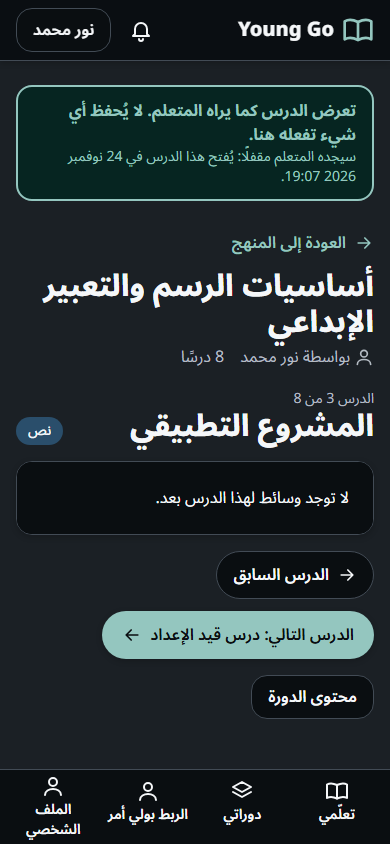 Young Go
نور محمد
تعرض الدرس كما يراه المتعلم. لا يُحفظ أي
شيء تفعله هنا.
سيجده المتعلم مقفلًا: يُفتح هذا الدرس في 24 نوفمبر
2026 19:07.
العودة إلى المنهج
أساسيات الرسم والتعبير
الإبداعي
بواسطة نور محمد
8 درسًا
الدرس 3 من 8
المشروع التطبيقي
نص
لا توجد وسائط لهذا الدرس بعد.
الدرس السابق
الدرس التالي: درس قيد الإعداد
محتوى الدورة
تعلّمي
دوراتي
الربط بولي أمر
الملف
الشخصي